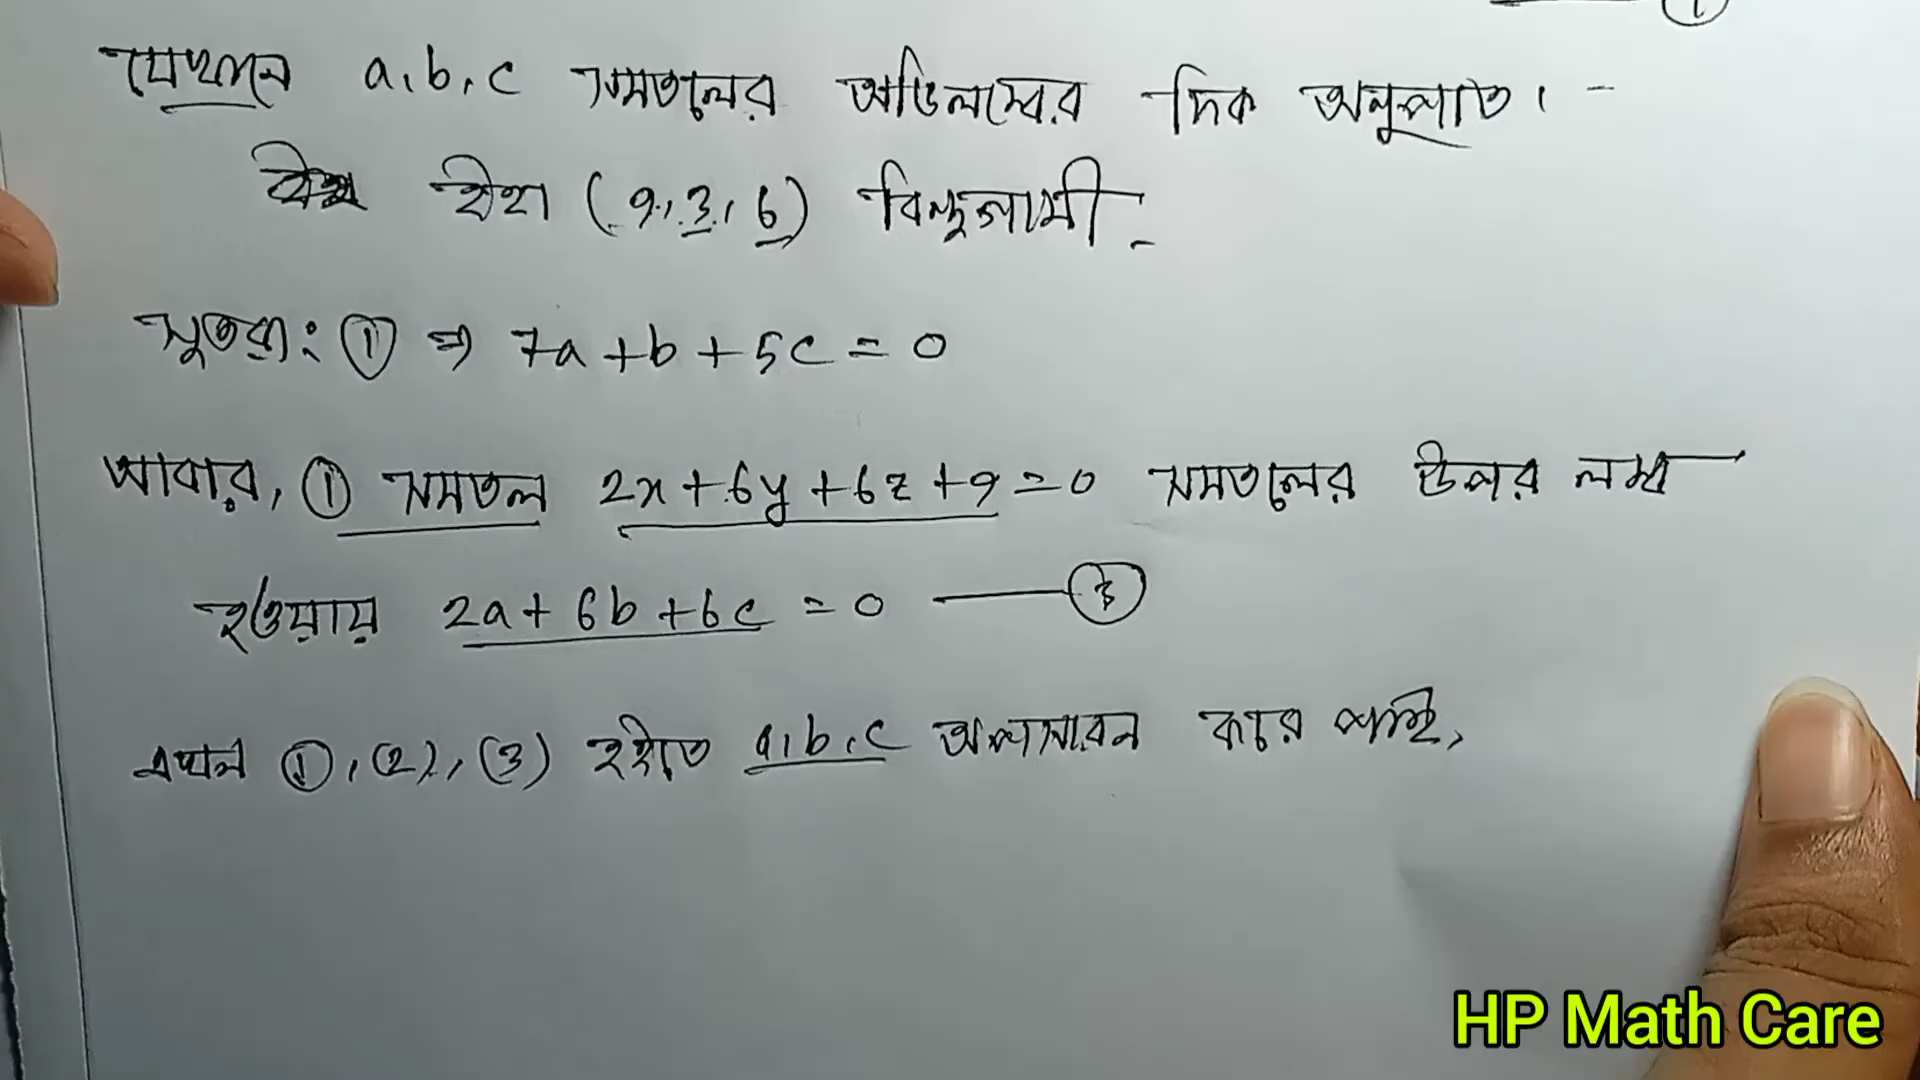 ①
যেখানে a, b, c সমতলের অভিলম্বের দিক অনুপাত। -
ইহা (9, 3, 6) বিন্দুগামী -
সুতরাং ① ⇒ 7a + b + 5c = 0
আবার, ① সমতল 2x + 6y + 6z + 9 = 0 সমতলের উপর লম্ব
হওয়ায় 2a + 6b + 6c = 0 — ③
এখন ①, (2), (3) হইতে a, b, c অপসারন করে পাই,
HP Math Care